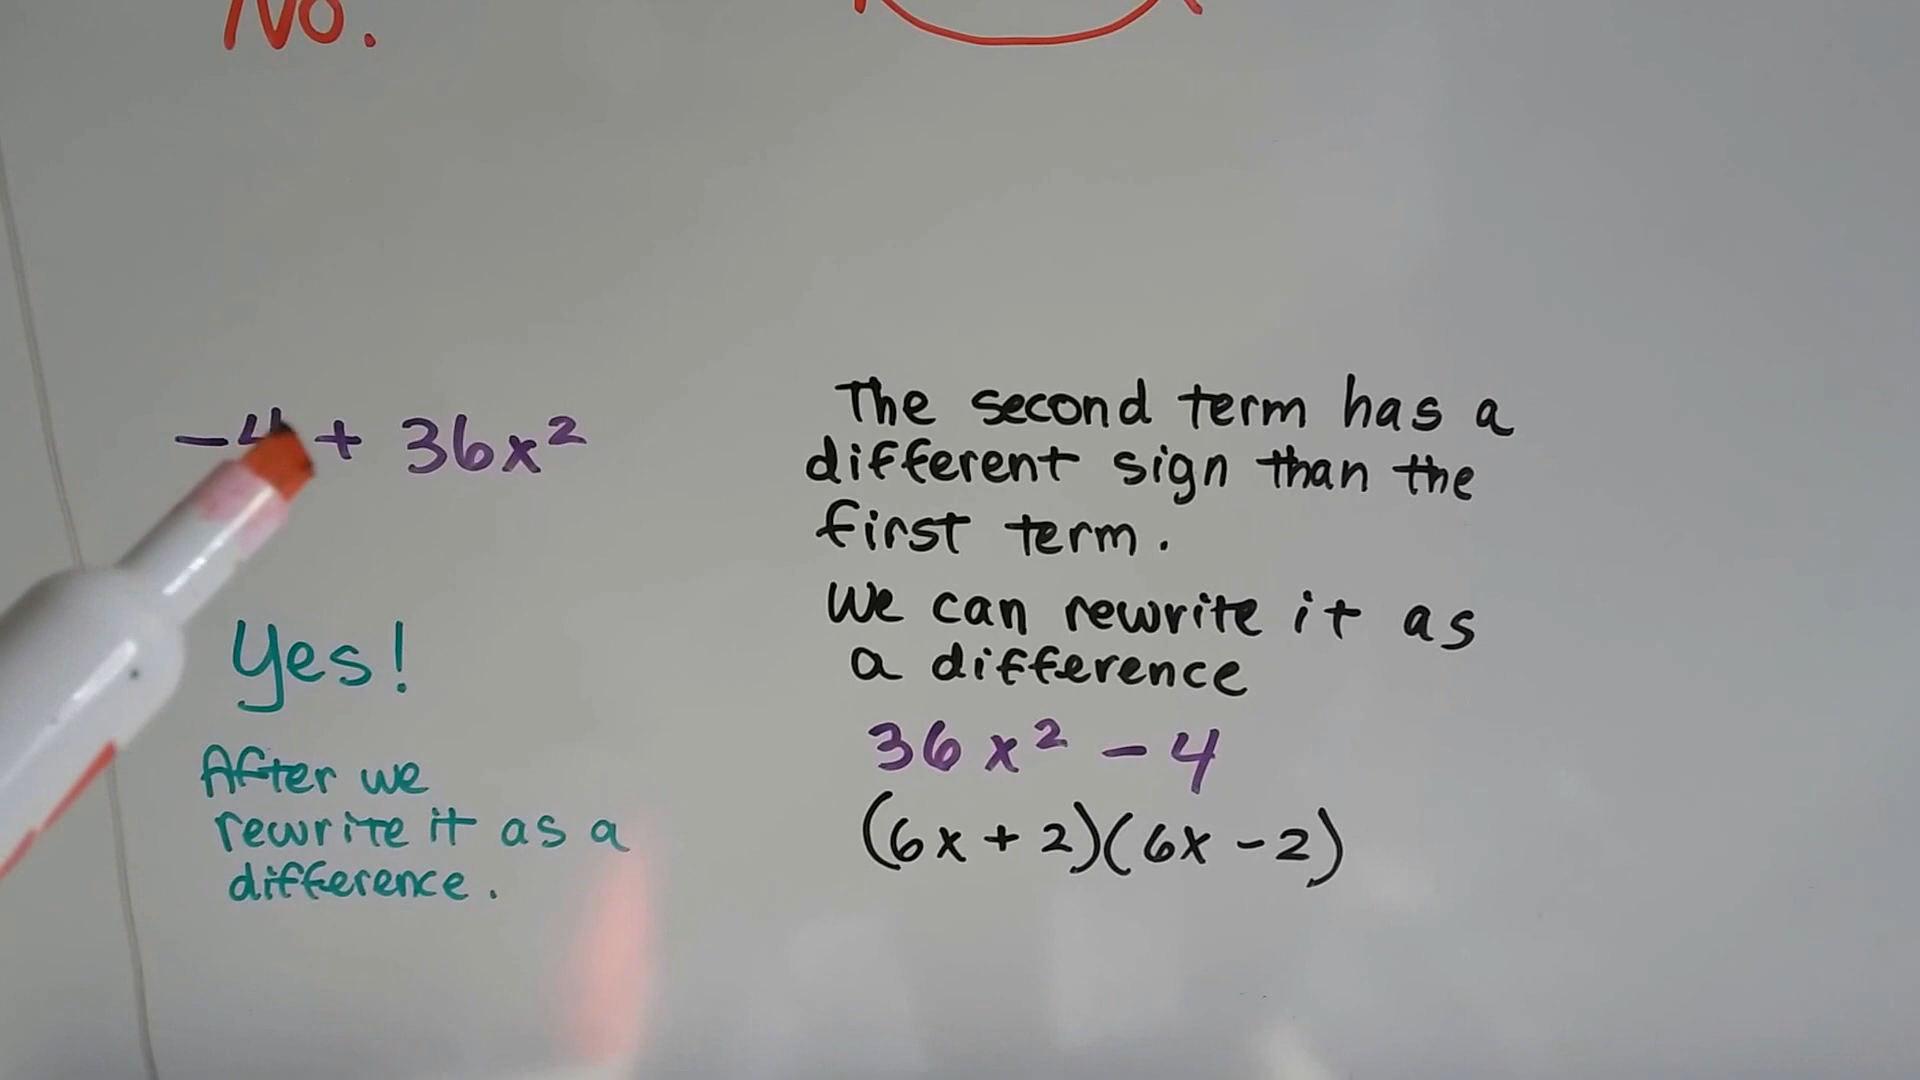 No.
-4 + 36x²
Yes!
After we
rewrite it as a
difference.
The second term has a
different sign than the
first term.
We can rewrite it as
a difference
36x² - 4
(6x + 2)(6x - 2)